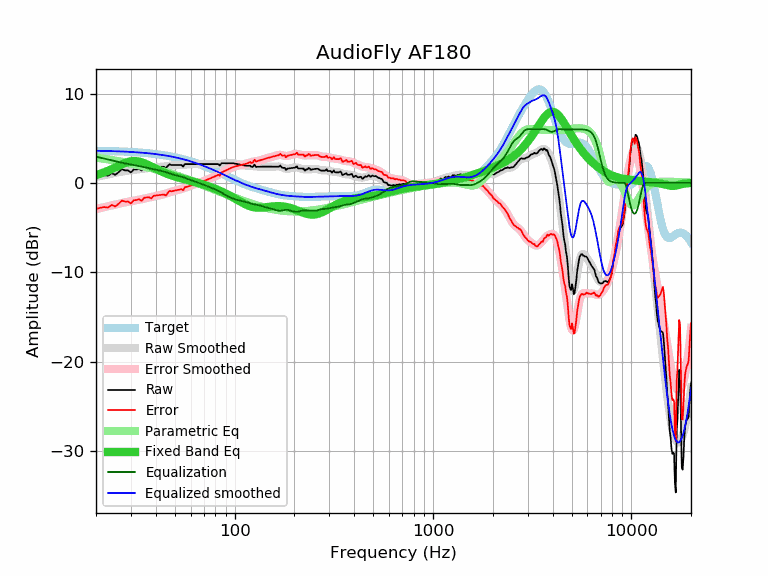 AudioFly AF180
Amplitude (dBr)
10
0
−10
−20
−30
Target
Raw Smoothed
Error Smoothed
Raw
Error
Parametric Eq
Fixed Band Eq
Equalization
Equalized smoothed
100 1000 10000
Frequency (Hz)